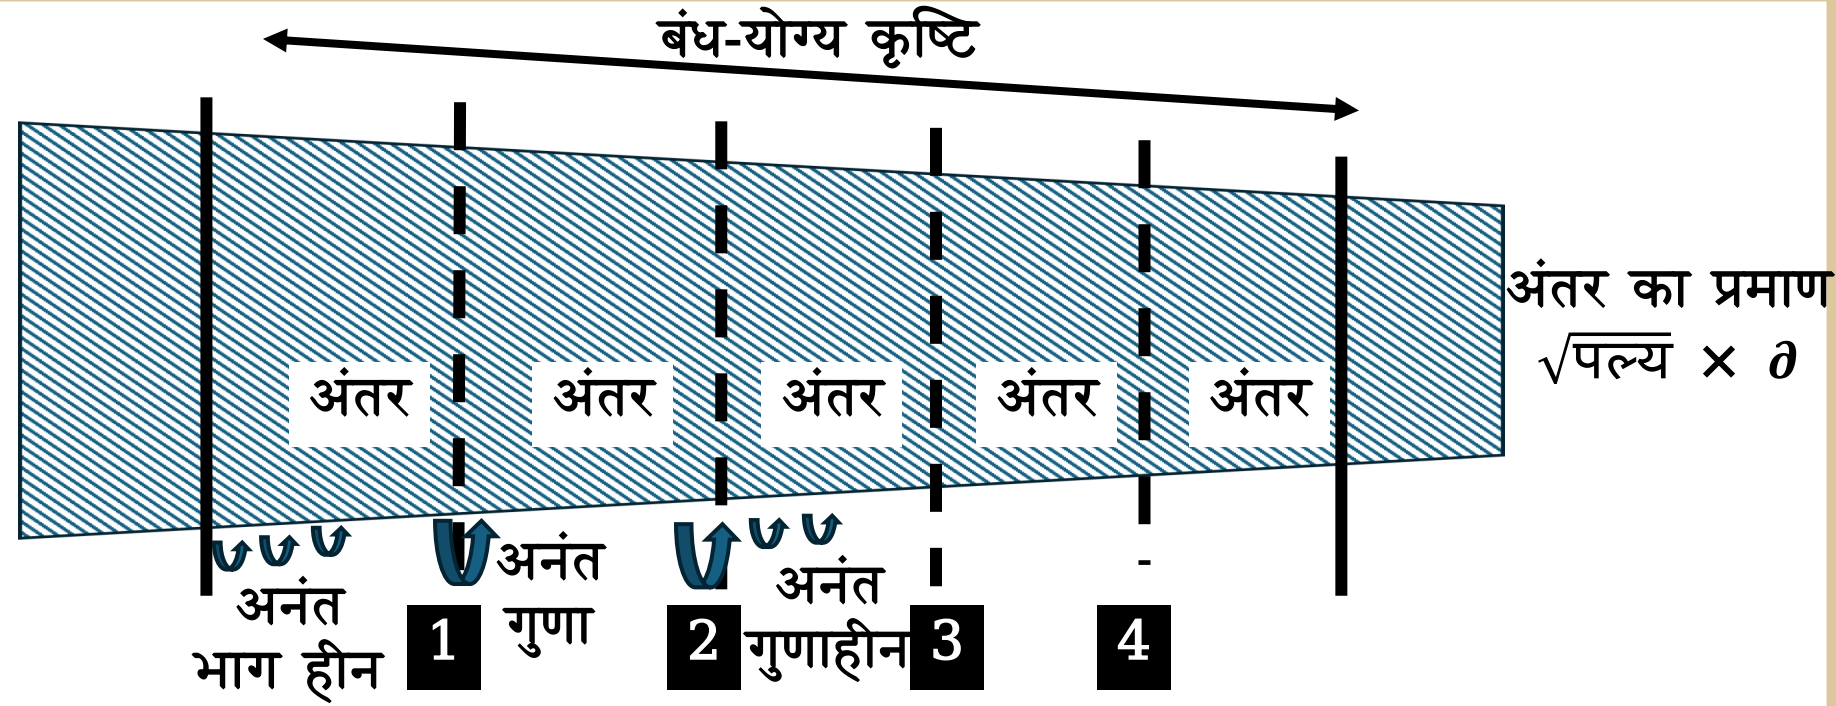 बंध-योग्य कृष्टि
अंतर का प्रमाण
√पल्य × ∂
अंतर अंतर अंतर अंतर अंतर
अनंत
भाग हीन
1
अनंत
गुणा
2
अनंत
गुणाहीन
3
4